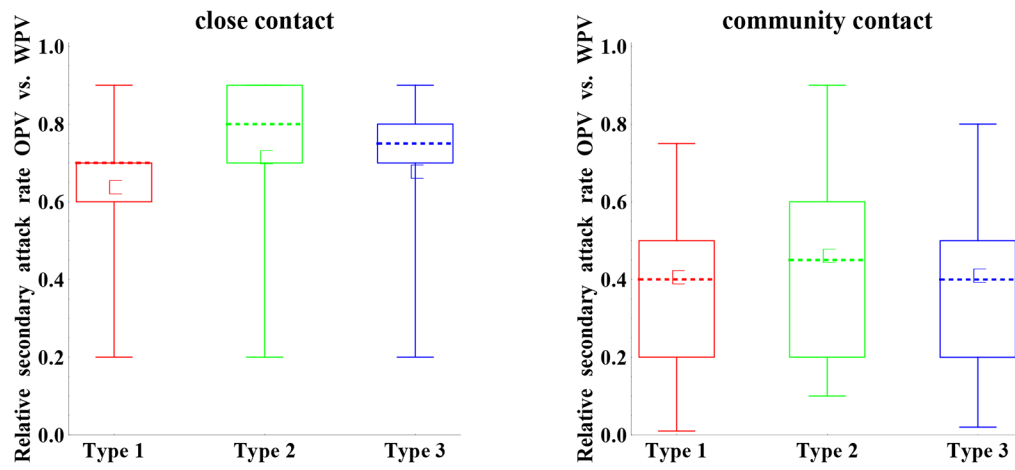 close contact
Relative secondary attack rate OPV vs. WPV
1.0
0.8
0.6
0.4
0.2
0.0
Type 1 Type 2 Type 3
community contact
Relative secondary attack rate OPV vs. WPV
1.0
0.8
0.6
0.4
0.2
0.0
Type 1 Type 2 Type 3